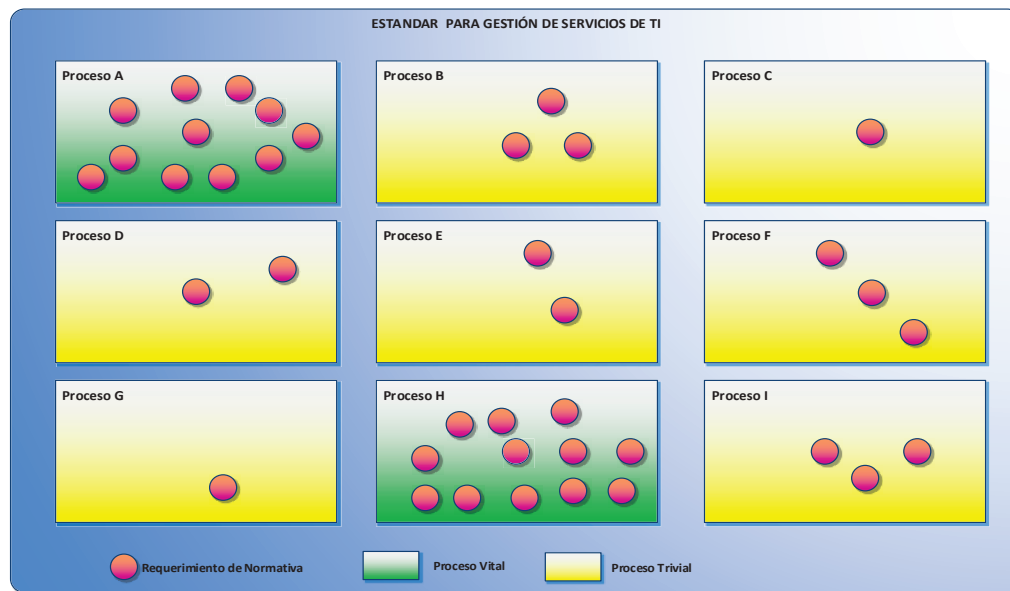 ESTANDAR PARA GESTIÓN DE SERVICIOS DE TI
Proceso A
Proceso B
Proceso C
Proceso D
Proceso E
Proceso F
Proceso G
Proceso H
Proceso I
Requerimiento de Normativa
Proceso Vital
Proceso Trivial